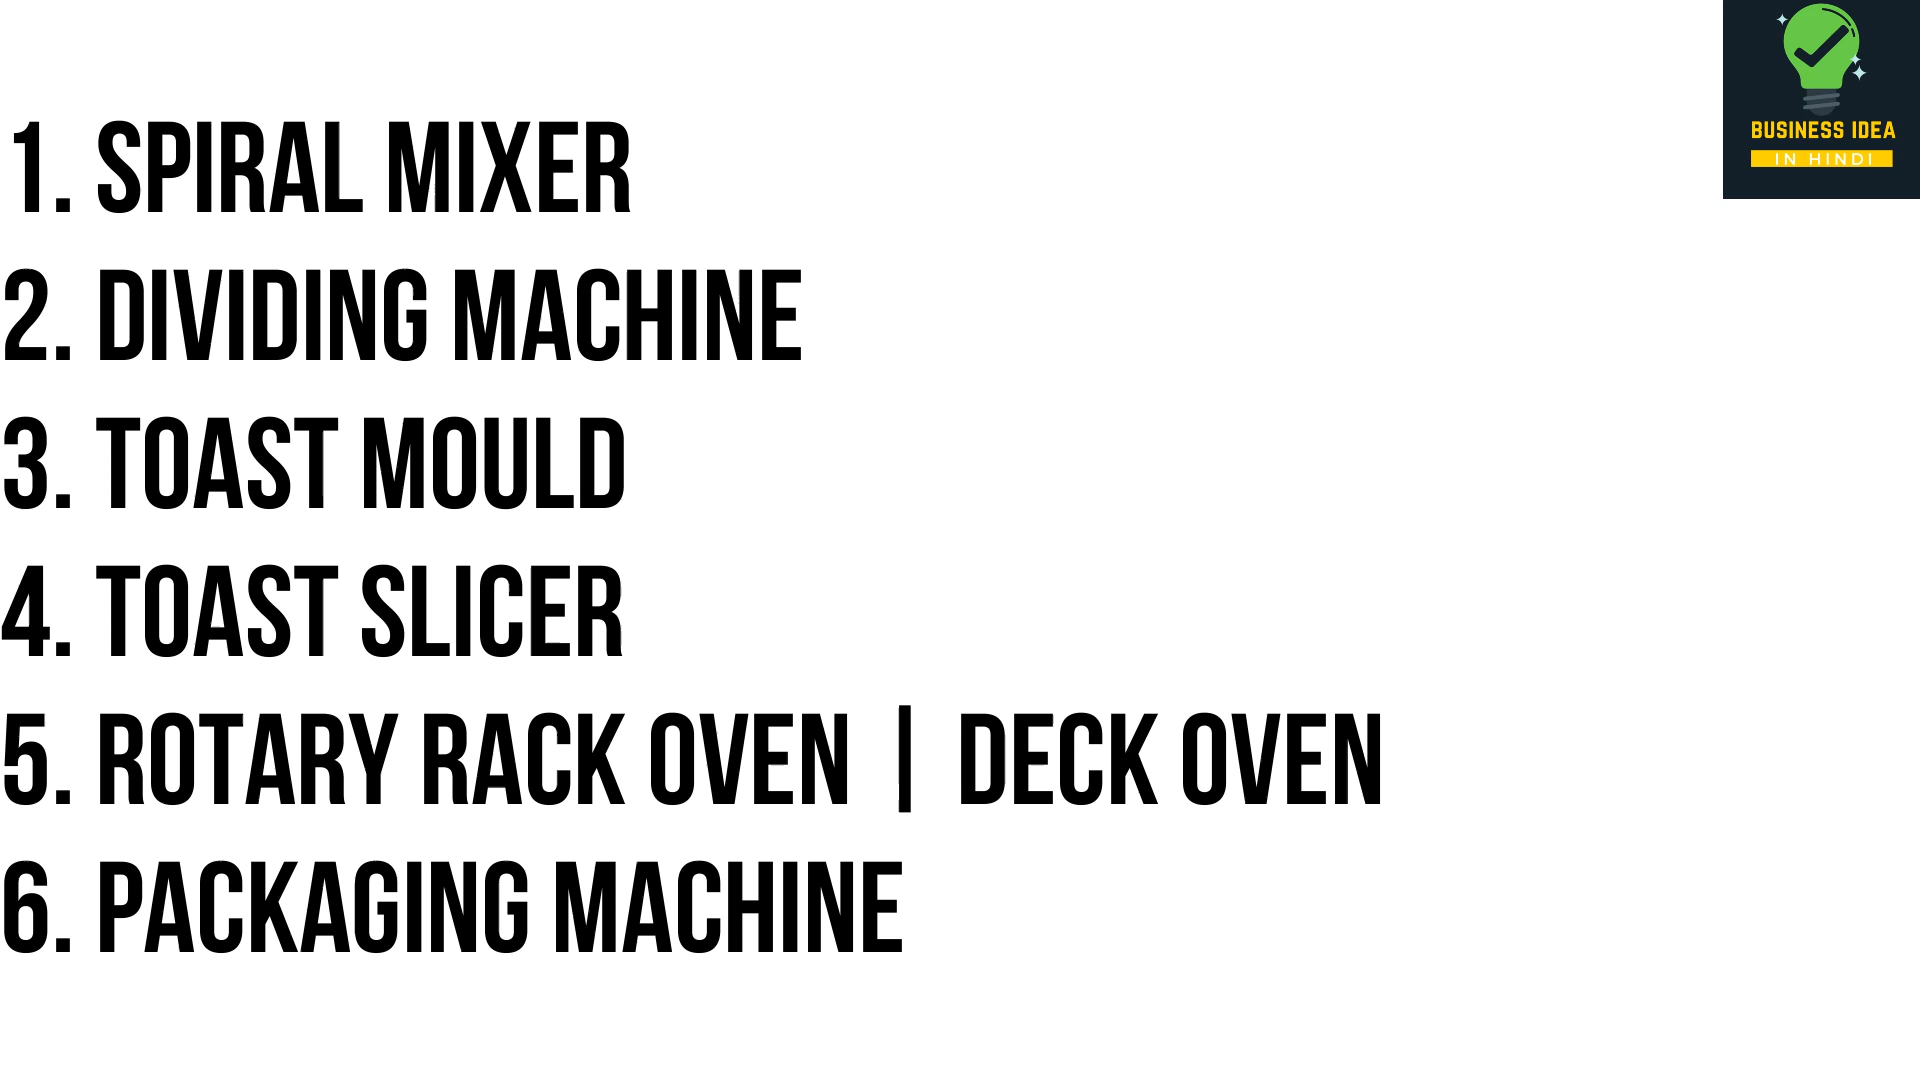 1. SPIRAL MIXER
2. DIVIDING MACHINE
3. TOAST MOULD
4. TOAST SLICER
5. ROTARY RACK OVEN | DECK OVEN
6. PACKAGING MACHINE
BUSINESS IDEA
IN HINDI